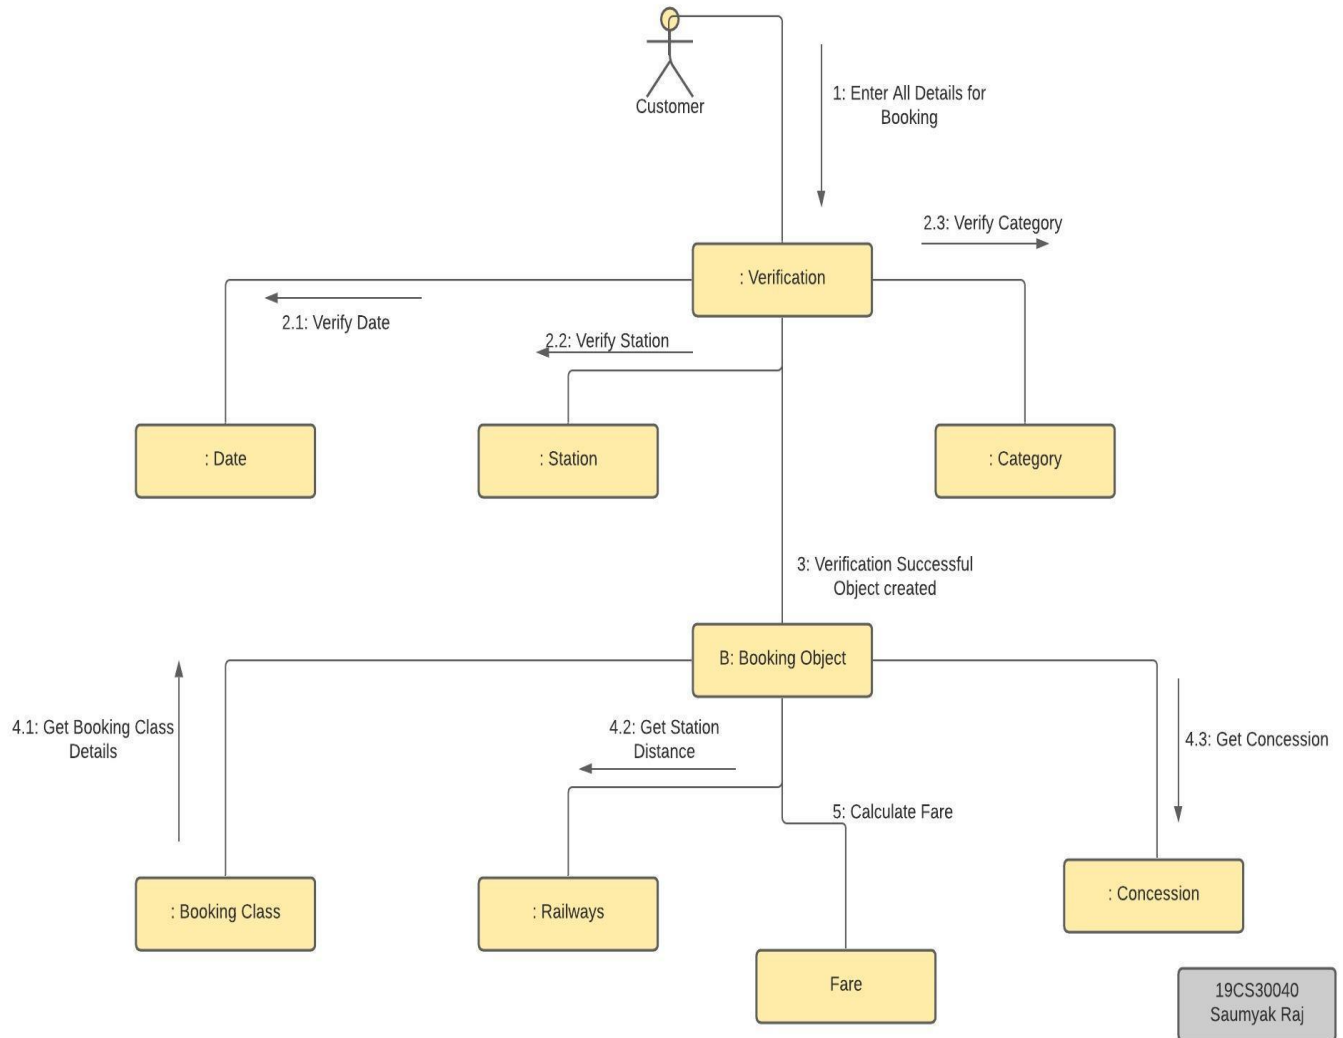 Customer
1: Enter All Details for
Booking
2.3: Verify Category
: Verification
2.1: Verify Date
2.2: Verify Station
: Date
: Station
: Category
3: Verification Successful
Object created
B: Booking Object
4.1: Get Booking Class
Details
4.2: Get Station
Distance
4.3: Get Concession
5: Calculate Fare
: Booking Class
: Railways
: Concession
Fare
19CS30040
Saumyak Raj